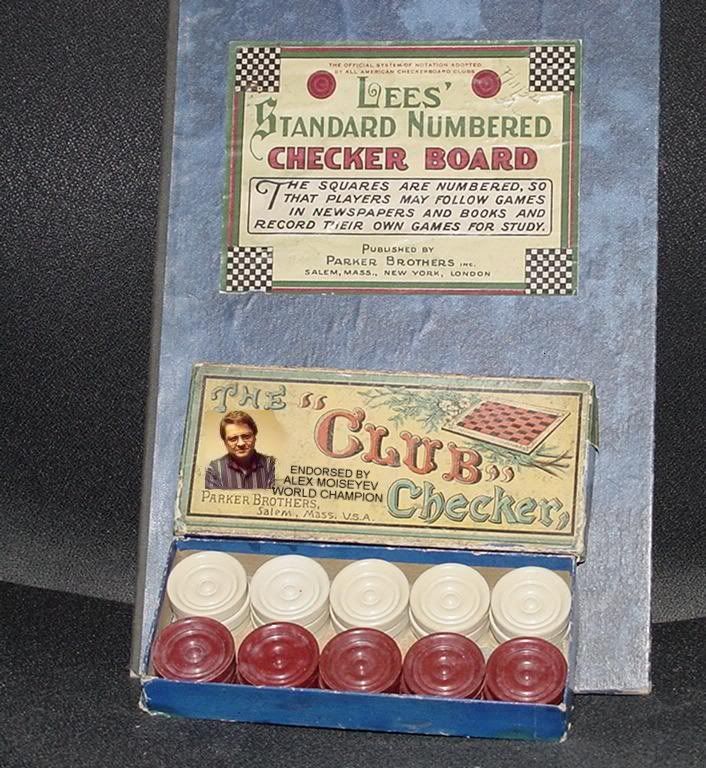 THE OFFICIAL SYSTEM OF NOTATION ADOPTED
BY ALL AMERICAN CHECKERBOARD CLUBS
LEES'
STANDARD NUMBERED
CHECKER BOARD
THE SQUARES ARE NUMBERED, SO
THAT PLAYERS MAY FOLLOW GAMES
IN NEWSPAPERS AND BOOKS AND
RECORD THEIR OWN GAMES FOR STUDY.
PUBLISHED BY
PARKER BROTHERS INC.
SALEM, MASS., NEW YORK, LONDON
THE "CLUB"
Checker,
ENDORSED BY
ALEX MOISEYEV
WORLD CHAMPION
PARKER BROTHERS,
Salem, Mass. U.S.A.